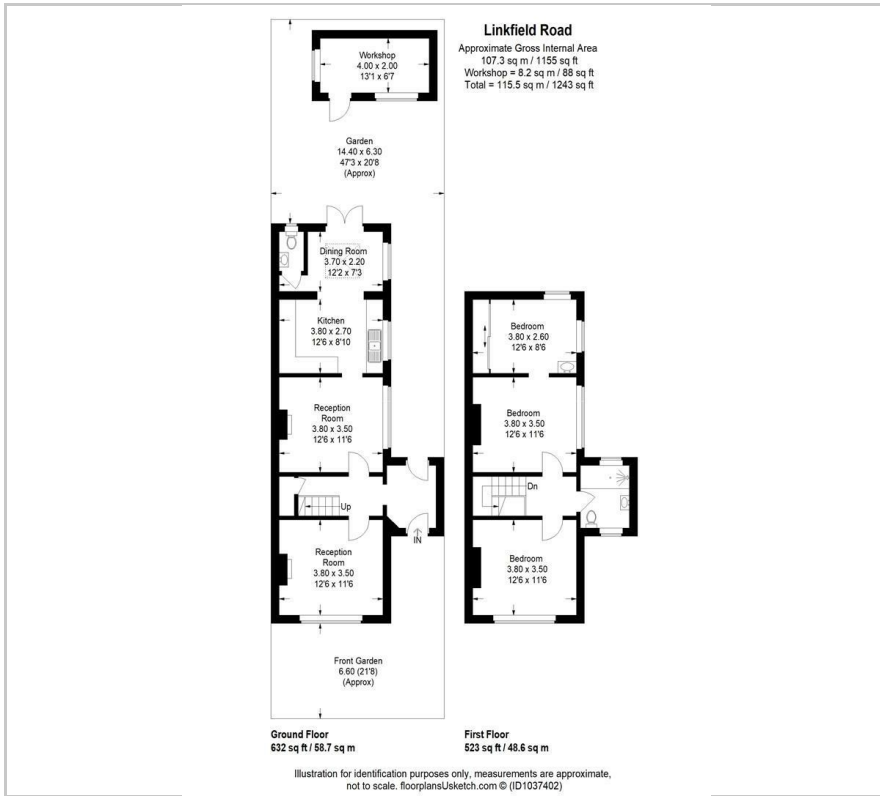 Linkfield Road
Approximate Gross Internal Area
107.3 sq m / 1155 sq ft
Workshop = 8.2 sq m / 88 sq ft
Total = 115.5 sq m / 1243 sq ft
Workshop
4.00 x 2.00
13'1 x 6'7
Garden
14.40 x 6.30
47'3 x 20'8
(Approx)
Dining Room
3.70 x 2.20
12'2 x 7'3
Kitchen
3.80 x 2.70
12'6 x 8'10
Reception
Room
3.80 x 3.50
12'6 x 11'6
Up
IN
Reception
Room
3.80 x 3.50
12'6 x 11'6
Front Garden
6.60 (21'8)
(Approx)
Ground Floor
632 sq ft / 58.7 sq m
Bedroom
3.80 x 2.60
12'6 x 8'6
Bedroom
3.80 x 3.50
12'6 x 11'6
Dn
Bedroom
3.80 x 3.50
12'6 x 11'6
First Floor
523 sq ft / 48.6 sq m
Illustration for identification purposes only, measurements are approximate,
not to scale. floorplansUsketch.com © (ID1037402)